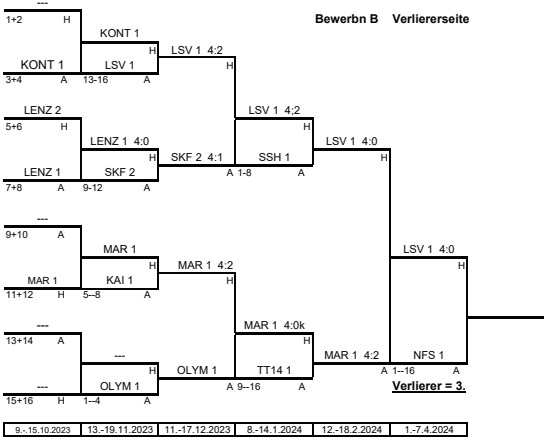 ---
1+2 H
Bewerbn B Verliererseite
KONT 1
H LSV 1 4:2
KONT 1 LSV 1 H
3+4 A 13-16 A
LENZ 2 LSV 1 4;2
5+6 H H
LENZ 1 4:0 LSV 1 4:0
H SKF 2 4:1 SSH 1 H
LENZ 1 SKF 2 A 1-8 A
7+8 A 9-12 A
---
9+10 A
MAR 1 LSV 1 4:0
H MAR 1 4:2 H
MAR 1 KAI 1 H
11+12 H 5--8 A
--- MAR 1 4:0k
13+14 A H
--- MAR 1 4:2 NFS 1
H OLYM 1 TT14 1 A 1--16 A
--- OLYM 1 A 9--16 A Verlierer = 3.
15+16 H 1--4 A
9.-.15.10.2023 13.-19.11.2023 11.-17.12.2023 8.-14.1.2024 12.-18.2.2024 1.-7.4.2024